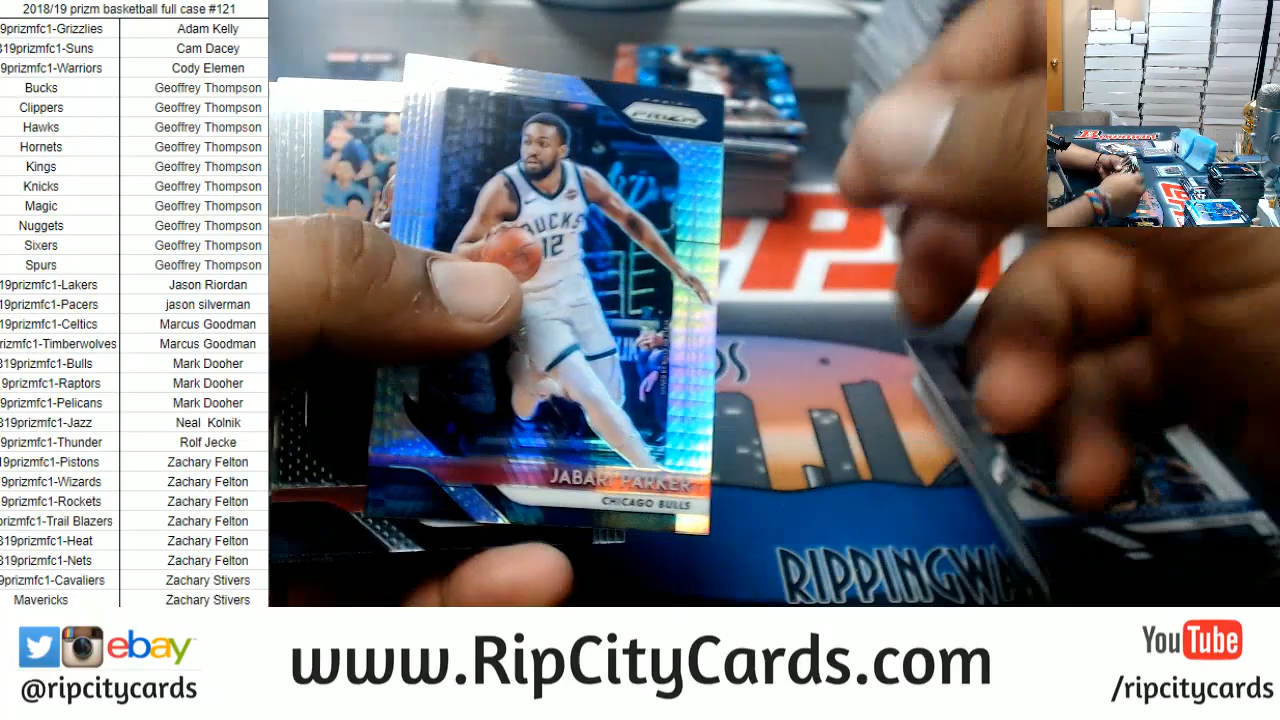 2018/19 prizm basketball full case #121
9prizmfc1-Grizzlies Adam Kelly
319prizmfc1-Suns Cam Dacey
9prizmfc1-Warriors Cody Elemen
Bucks Geoffrey Thompson
Clippers Geoffrey Thompson
Hawks Geoffrey Thompson
Hornets Geoffrey Thompson
Kings Geoffrey Thompson
Knicks Geoffrey Thompson
Magic Geoffrey Thompson
Nuggets Geoffrey Thompson
Sixers Geoffrey Thompson
Spurs Geoffrey Thompson
19prizmfc1-Lakers Jason Riordan
19prizmfc1-Pacers jason silverman
19prizmfc1-Celtics Marcus Goodman
rizmfc1-Timberwolves Marcus Goodman
319prizmfc1-Bulls Mark Dooher
9prizmfc1-Raptors Mark Dooher
9prizmfc1-Pelicans Mark Dooher
319prizmfc1-Jazz Neal Kolnik
19prizmfc1-Thunder Rolf Jecke
19prizmfc1-Pistons Zachary Felton
9prizmfc1-Wizards Zachary Felton
9prizmfc1-Rockets Zachary Felton
prizmfc1-Trail Blazers Zachary Felton
319prizmfc1-Heat Zachary Felton
319prizmfc1-Nets Zachary Felton
9prizmfc1-Cavaliers Zachary Stivers
Mavericks Zachary Stivers
PRIZM
BUCKS
12
JABARI PARKER
CHICAGO BULLS
RIPPINGWA
ebay
@ripcitycards
www.RipCityCards.com
YouTube
/ripcitycards